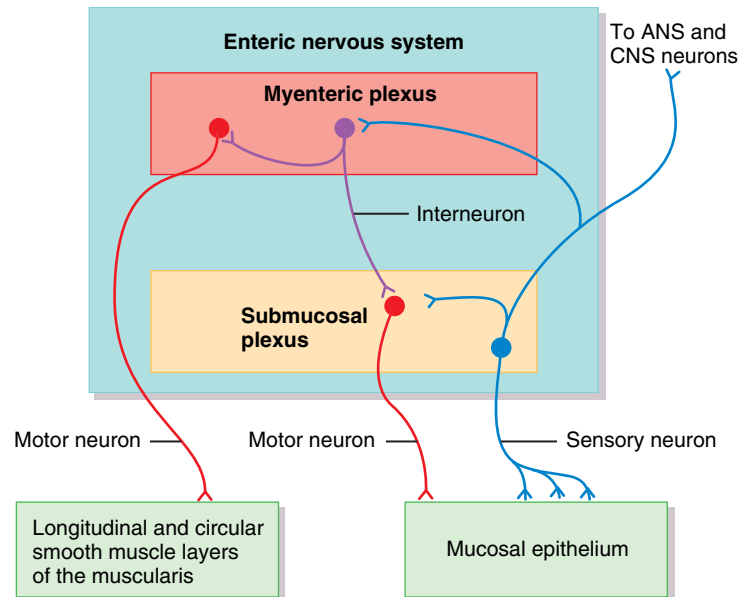 Enteric nervous system
To ANS and
CNS neurons
Myenteric plexus
Interneuron
Submucosal
plexus
Motor neuron
Motor neuron
Sensory neuron
Longitudinal and circular
smooth muscle layers
of the muscularis
Mucosal epithelium